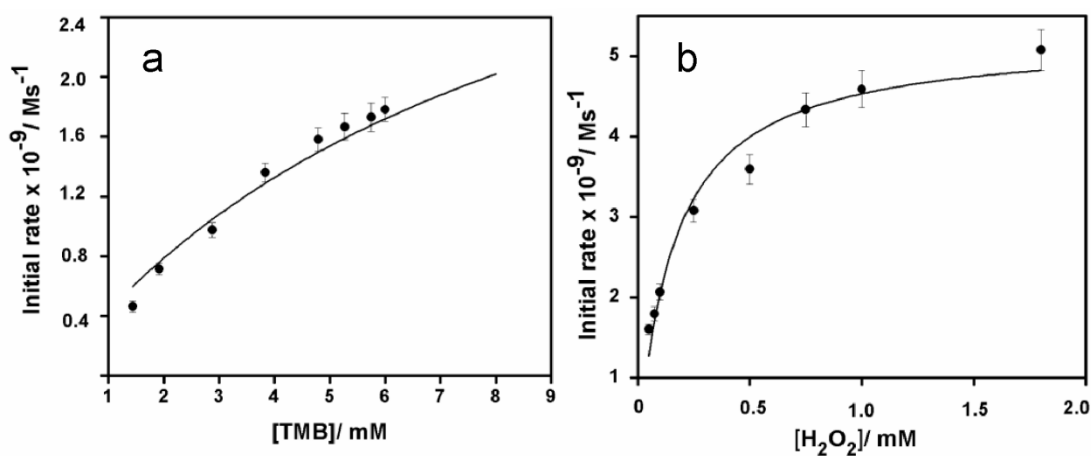 a
Initial rate x 10⁻⁹/ Ms⁻¹
2.4
2.0
1.6
1.2
0.8
0.4
1 2 3 4 5 6 7 8 9
[TMB]/ mM
b
Initial rate x 10⁻⁹/ Ms⁻¹
5
4
3
2
1
0 0.5 1.0 1.5 2.0
[H₂O₂]/ mM